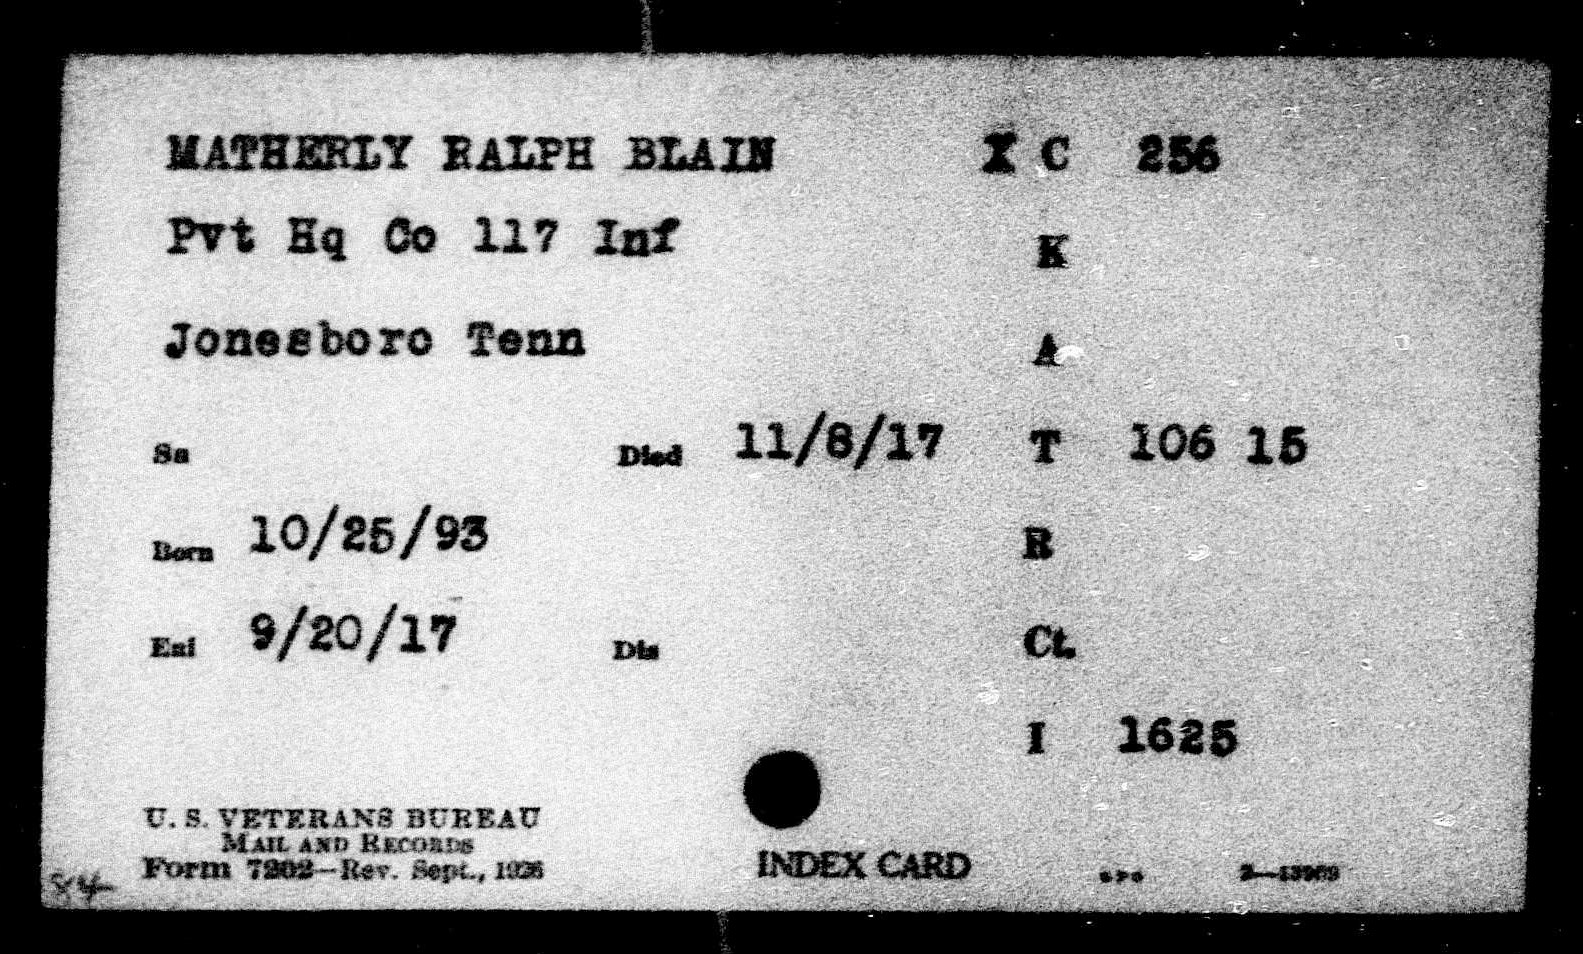 MATHERLY RALPH BLAIN X C 256
Pvt Hq Co 117 Inf K
Jonesboro Tenn A
Sn Died 11/8/17 T 106 15
Born 10/25/93 R
Enl 9/20/17 Dis Ct.
I 1625
U. S. VETERANS BUREAU
MAIL AND RECORDS
Form 7202—Rev. Sept., 1926
INDEX CARD GPO